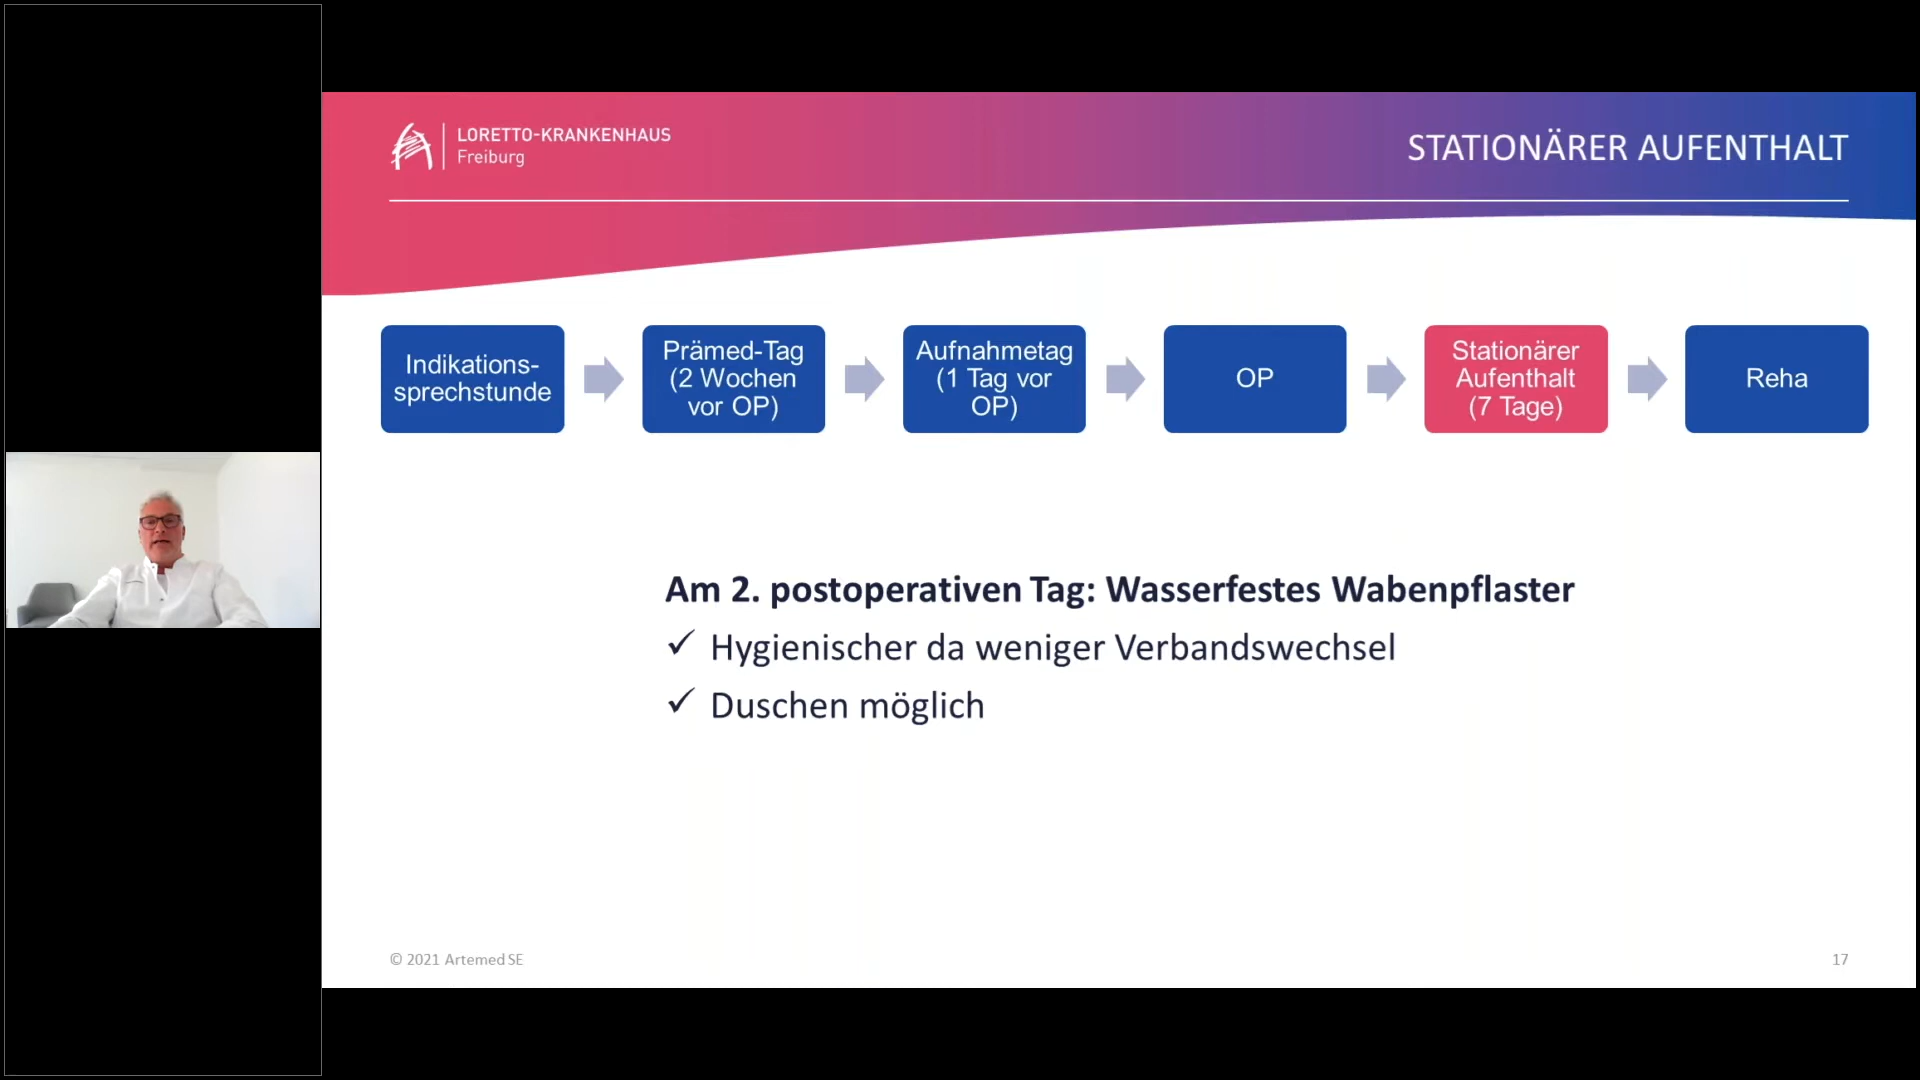 LORETTO-KRANKENHAUS
Freiburg
STATIONÄRER AUFENTHALT
Indikations-
sprechstunde
Prämed-Tag
(2 Wochen
vor OP)
Aufnahmetag
(1 Tag vor
OP)
OP
Stationärer
Aufenthalt
(7 Tage)
Reha
Am 2. postoperativen Tag: Wasserfestes Wabenpflaster
✓ Hygienischer da weniger Verbandswechsel
✓ Duschen möglich
© 2021 Artemed SE
17